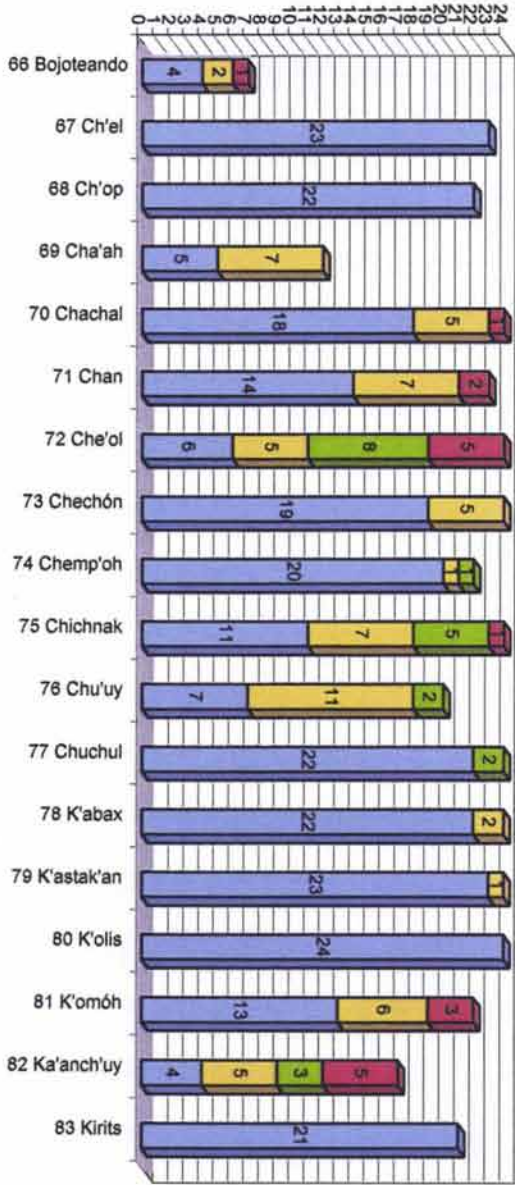 0 1 2 3 4 5 6 7 8 9 10 11 12 13 14 15 16 17 18 19 20 21 22 23 24
66 Bojoteando 4 2 1
67 Ch'el 23
68 Ch'op 22
69 Cha'ah 5 7
70 Chachal 18 5 1
71 Chan 14 7 2
72 Che'ol 6 5 8 5
73 Chechón 19 5
74 Chemp'oh 20 1 1
75 Chichnak 11 7 5 1
76 Chu'uy 7 11 2
77 Chuchul 22 2
78 K'abax 22 2
79 K'astak'an 23 1
80 K'olis 24
81 K'omóh 13 6 3
82 Ka'anch'uy 4 5 3 5
83 Kirits 21